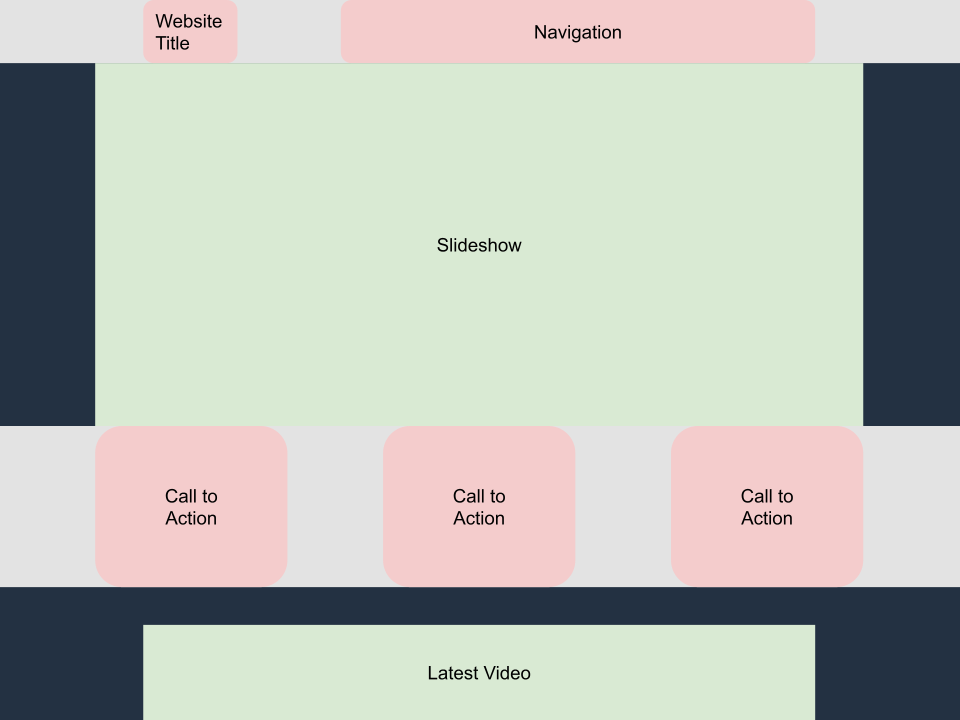 Website
Title
Navigation
Slideshow
Call to
Action
Call to
Action
Call to
Action
Latest Video